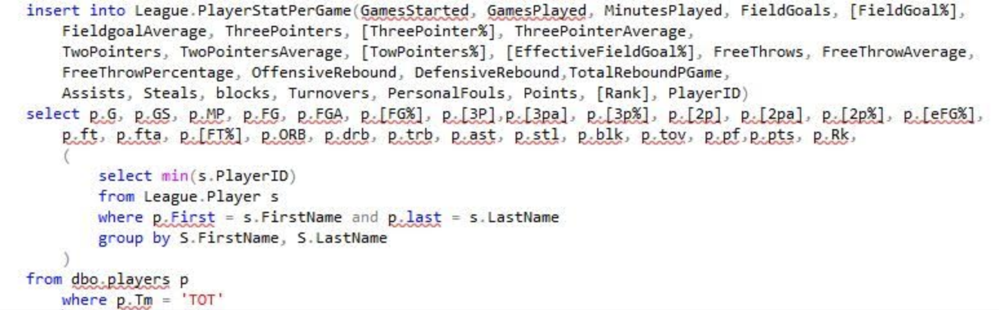 insert into League.PlayerStatPerGame(GamesStarted, GamesPlayed, MinutesPlayed, FieldGoals, [FieldGoal%],
FieldgoalAverage, ThreePointers, [ThreePointer%], ThreePointerAverage,
TwoPointers, TwoPointersAverage, [TowPointers%], [EffectiveFieldGoal%], FreeThrows, FreeThrowAverage,
FreeThrowPercentage, OffensiveRebound, DefensiveRebound,TotalReboundPGame,
Assists, Steals, blocks, Turnovers, PersonalFouls, Points, [Rank], PlayerID)
select p.G, p.GS, p.MP, p.FG, p.FGA, p.[FG%], p.[3P],p.[3pa], p.[3p%], p.[2p], p.[2pa], p.[2p%], p.[eFG%],
p.ft, p.fta, p.[FT%], p.ORB, p.drb, p.trb, p.ast, p.stl, p.blk, p.tov, p.pf,p.pts, p.Rk,
(
select min(s.PlayerID)
from League.Player s
where p.First = s.FirstName and p.last = s.LastName
group by S.FirstName, S.LastName
)
from dbo.players p
where p.Tm = 'TOT'